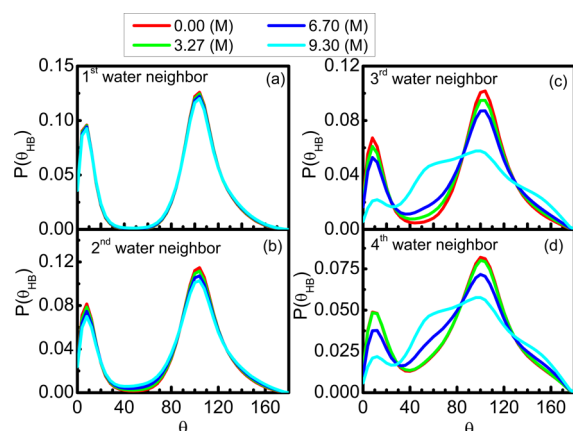 0.00 (M) 6.70 (M)
3.27 (M) 9.30 (M)
1st water neighbor (a)
P(θHB)
0.15
0.10
0.05
0.00
3rd water neighbor (c)
P(θHB)
0.12
0.08
0.04
0.00
2nd water neighbor (b)
P(θHB)
0.12
0.08
0.04
0.00
0 40 80 120 160
θ
4th water neighbor (d)
P(θHB)
0.075
0.050
0.025
0.000
0 40 80 120 160
θ